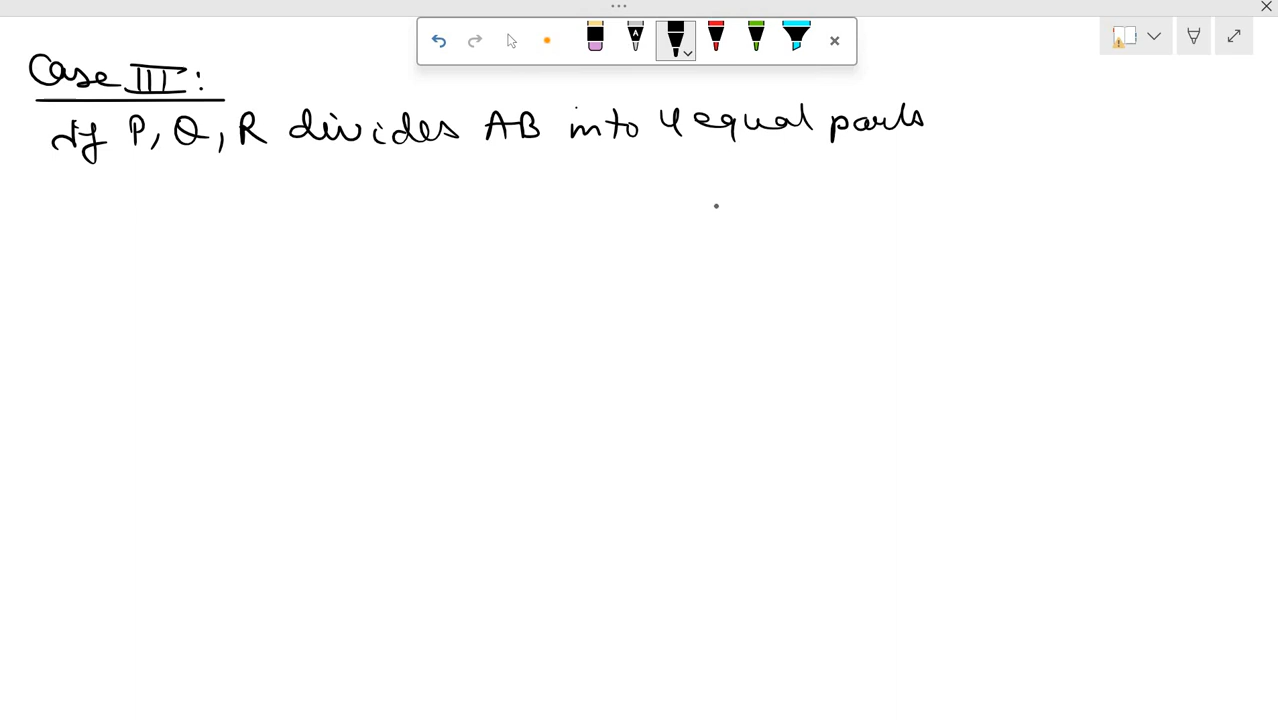 Case III :
If P, Q, R divides AB into 4 equal parts